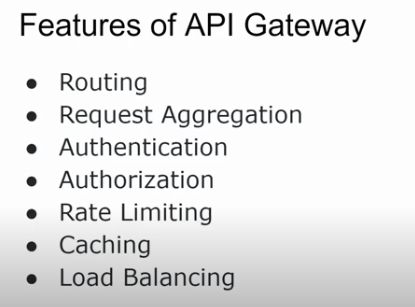 Features of API Gateway
● Routing
● Request Aggregation
● Authentication
● Authorization
● Rate Limiting
● Caching
● Load Balancing